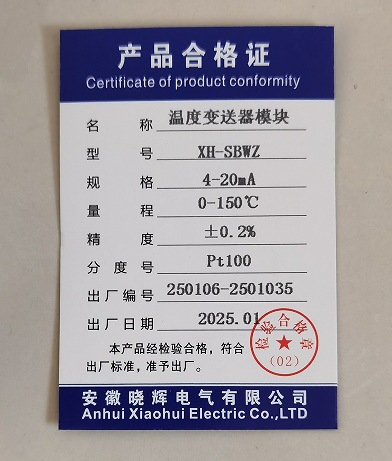 产品合格证
Certificate of product conformity
名 称 温度变送器模块
型 号 XH-SBWZ
规 格 4-20mA
量 程 0-150℃
精 度 ±0.2%
分 度 号 Pt100
出厂编号 250106-2501035
出厂日期 2025.01
检验合格章
(02)
本产品经检验合格，符合
出厂标准，准予出厂。
安徽晓辉电气有限公司
Anhui Xiaohui Electric Co.,LTD